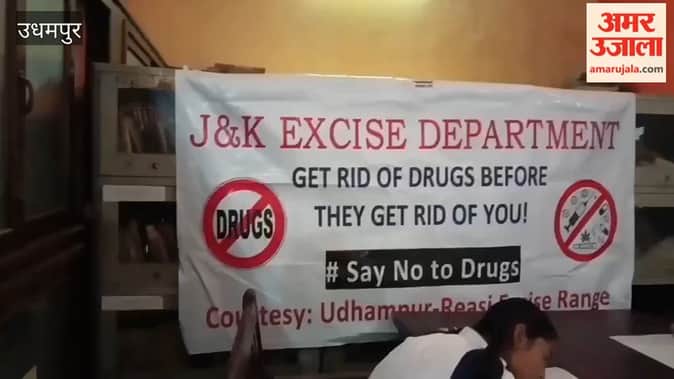 उधमपुर
अमर
उजाला
amarujala.com
J&K EXCISE DEPARTMENT
GET RID OF DRUGS BEFORE
THEY GET RID OF YOU!
DRUGS
# Say No to Drugs
Courtesy: Udhampur-Reasi Excise Range